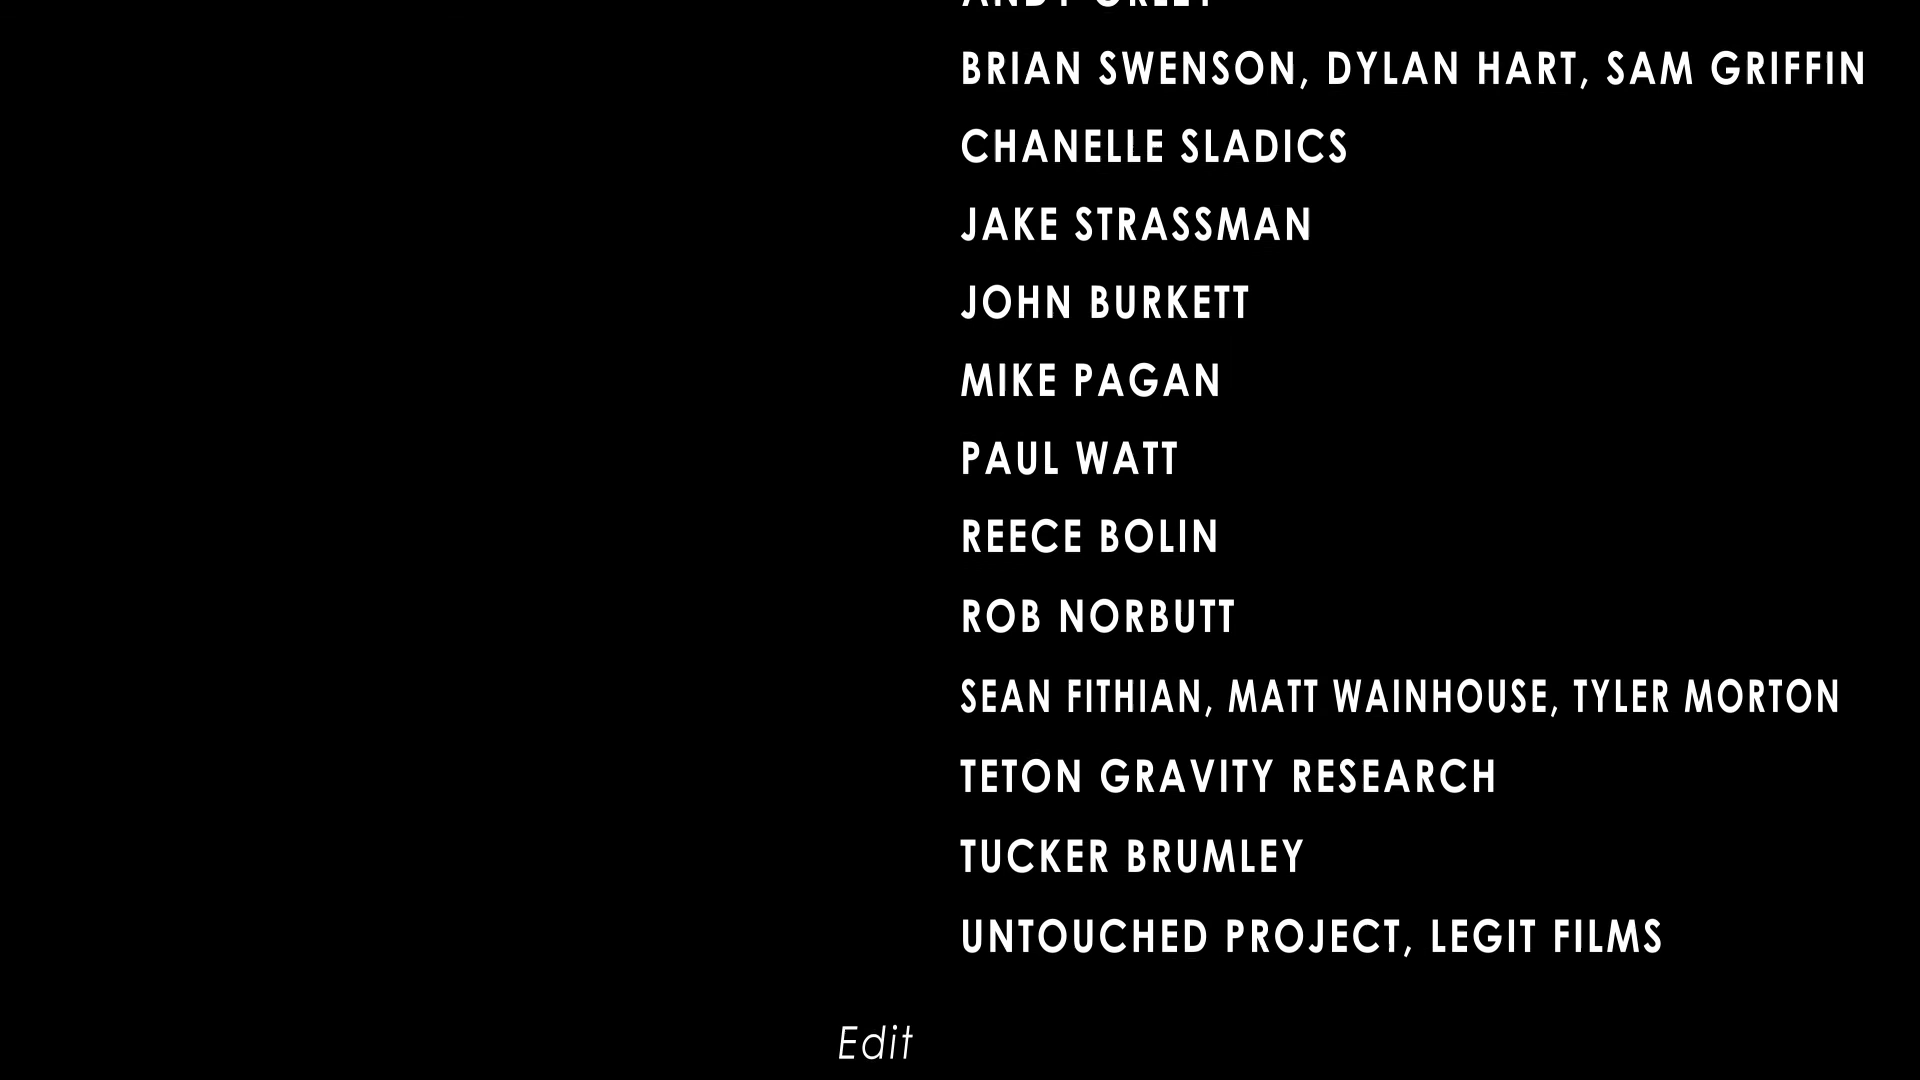 BRIAN SWENSON, DYLAN HART, SAM GRIFFIN
CHANELLE SLADICS
JAKE STRASSMAN
JOHN BURKETT
MIKE PAGAN
PAUL WATT
REECE BOLIN
ROB NORBUTT
SEAN FITHIAN, MATT WAINHOUSE, TYLER MORTON
TETON GRAVITY RESEARCH
TUCKER BRUMLEY
UNTOUCHED PROJECT, LEGIT FILMS
Edit